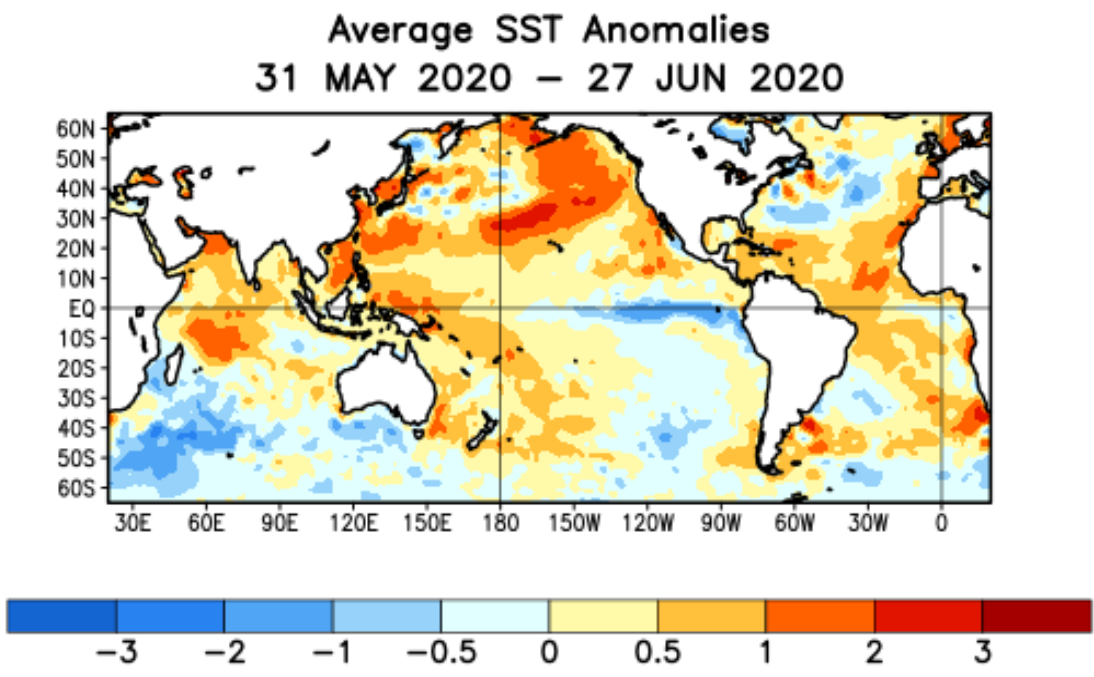 Average SST Anomalies
31 MAY 2020 – 27 JUN 2020
60N
50N
40N
30N
20N
10N
EQ
10S
20S
30S
40S
50S
60S
30E 60E 90E 120E 150E 180 150W 120W 90W 60W 30W 0
−3 −2 −1 −0.5 0 0.5 1 2 3